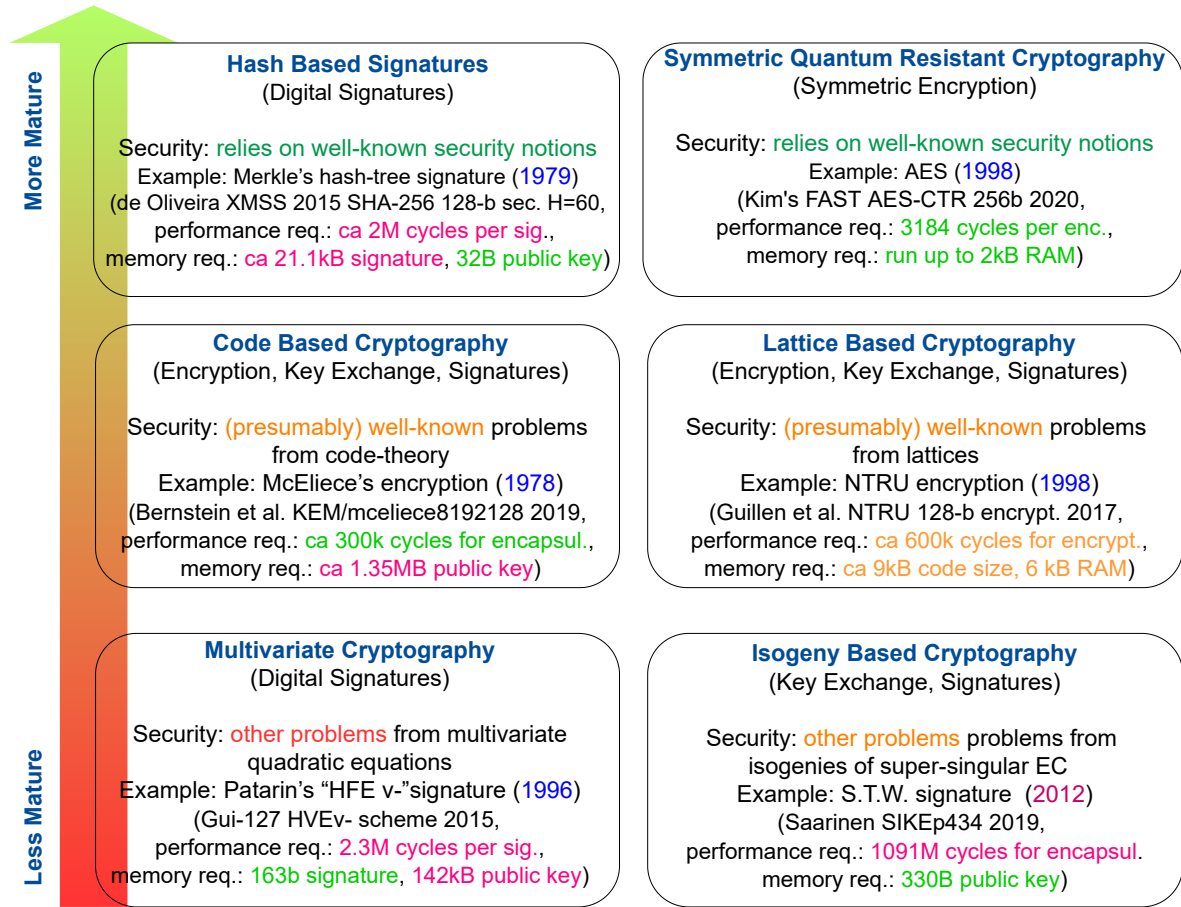 More Mature
Less Mature
Hash Based Signatures
(Digital Signatures)
Security: relies on well-known security notions
Example: Merkle's hash-tree signature (1979)
(de Oliveira XMSS 2015 SHA-256 128-b sec. H=60,
performance req.: ca 2M cycles per sig.,
memory req.: ca 21.1kB signature, 32B public key)
Symmetric Quantum Resistant Cryptography
(Symmetric Encryption)
Security: relies on well-known security notions
Example: AES (1998)
(Kim's FAST AES-CTR 256b 2020,
performance req.: 3184 cycles per enc.,
memory req.: run up to 2kB RAM)
Code Based Cryptography
(Encryption, Key Exchange, Signatures)
Security: (presumably) well-known problems
from code-theory
Example: McEliece's encryption (1978)
(Bernstein et al. KEM/mceliece8192128 2019,
performance req.: ca 300k cycles for encapsul.,
memory req.: ca 1.35MB public key)
Lattice Based Cryptography
(Encryption, Key Exchange, Signatures)
Security: (presumably) well-known problems
from lattices
Example: NTRU encryption (1998)
(Guillen et al. NTRU 128-b encrypt. 2017,
performance req.: ca 600k cycles for encrypt.,
memory req.: ca 9kB code size, 6 kB RAM)
Multivariate Cryptography
(Digital Signatures)
Security: other problems from multivariate
quadratic equations
Example: Patarin's “HFE v-”signature (1996)
(Gui-127 HVEv- scheme 2015,
performance req.: 2.3M cycles per sig.,
memory req.: 163b signature, 142kB public key)
Isogeny Based Cryptography
(Key Exchange, Signatures)
Security: other problems problems from
isogenies of super-singular EC
Example: S.T.W. signature (2012)
(Saarinen SIKEp434 2019,
performance req.: 1091M cycles for encapsul.
memory req.: 330B public key)